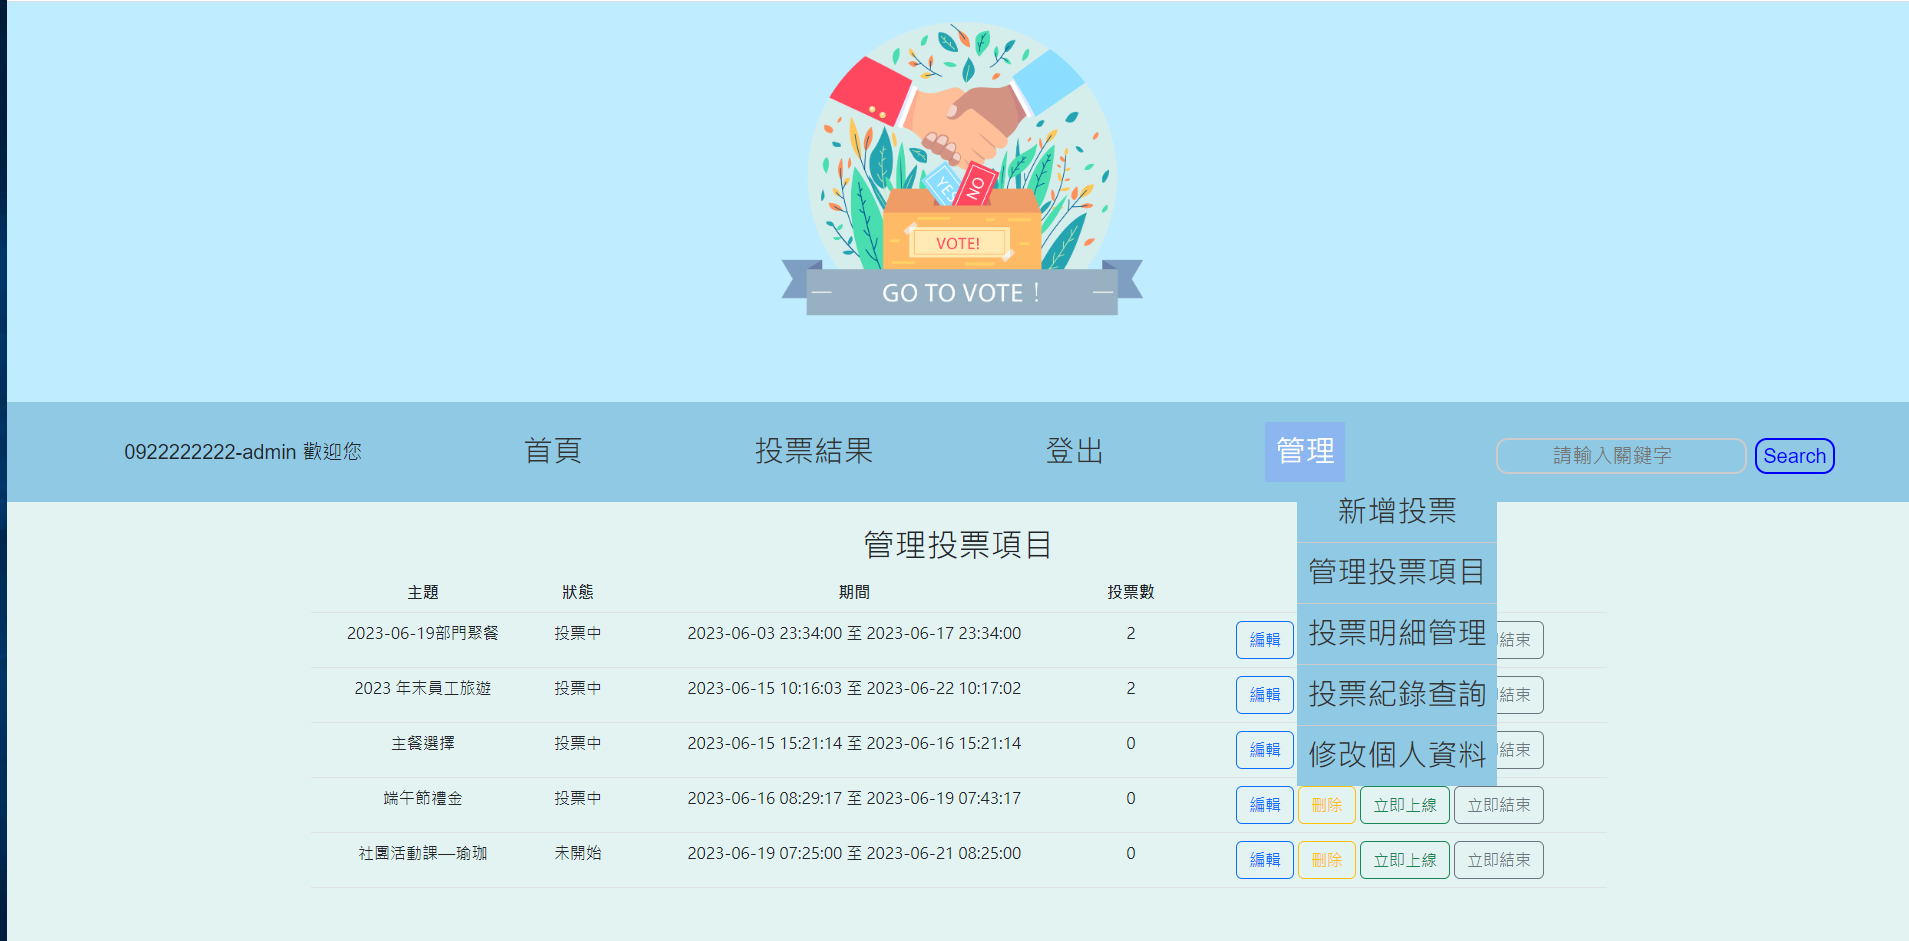 YES
NO
VOTE!
GO TO VOTE！
0922222222-admin 歡迎您 首頁 投票結果 登出 管理 請輸入關鍵字 Search
新增投票
管理投票項目
投票明細管理
投票紀錄查詢
修改個人資料
管理投票項目
主題 狀態 期間 投票數
2023-06-19部門聚餐 投票中 2023-06-03 23:34:00 至 2023-06-17 23:34:00 2 編輯 結束
2023 年末員工旅遊 投票中 2023-06-15 10:16:03 至 2023-06-22 10:17:02 2 編輯 結束
主餐選擇 投票中 2023-06-15 15:21:14 至 2023-06-16 15:21:14 0 編輯 結束
端午節禮金 投票中 2023-06-16 08:29:17 至 2023-06-19 07:43:17 0 編輯 刪除 立即上線 立即結束
社團活動課—瑜珈 未開始 2023-06-19 07:25:00 至 2023-06-21 08:25:00 0 編輯 刪除 立即上線 立即結束